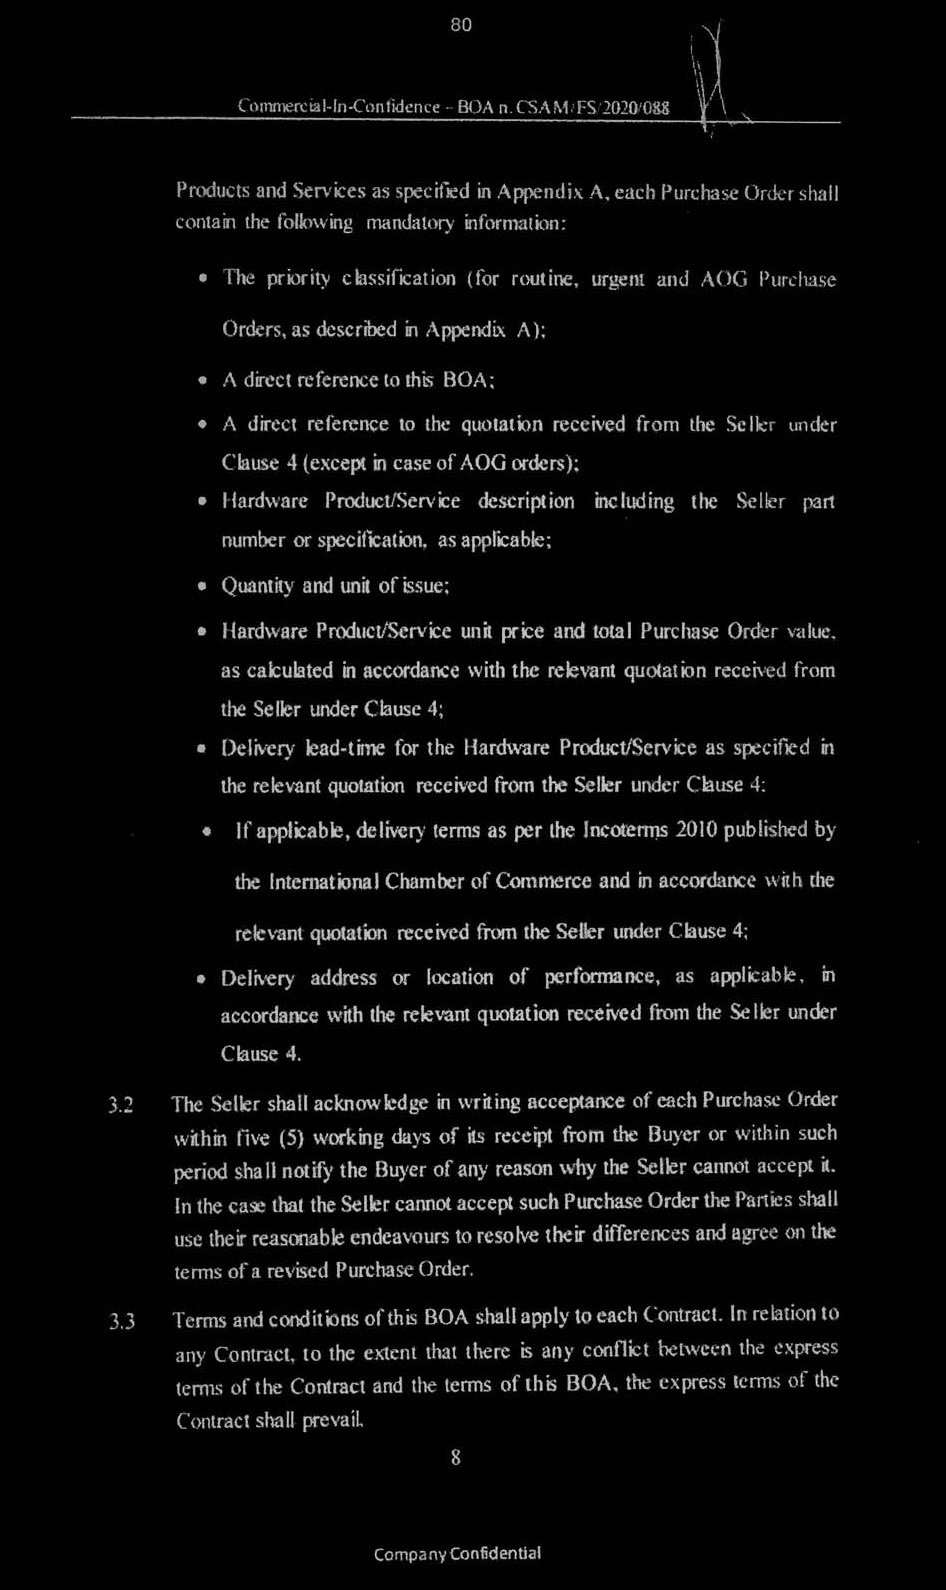 80
Commercial-In-Confidence - BOA n. CSAM/FS/2020/088
Products and Services as specified in Appendix A, each Purchase Order shall
contain the following mandatory information:
• The priority classification (for routine, urgent and AOG Purchase
Orders, as described in Appendix A);
• A direct reference to this BOA;
• A direct reference to the quotation received from the Seller under
Clause 4 (except in case of AOG orders);
• Hardware Product/Service description including the Seller part
number or specification, as applicable;
• Quantity and unit of issue;
• Hardware Product/Service unit price and total Purchase Order value,
as calculated in accordance with the relevant quotation received from
the Seller under Clause 4;
• Delivery lead-time for the Hardware Product/Service as specified in
the relevant quotation received from the Seller under Clause 4:
• If applicable, delivery terms as per the Incoterms 2010 published by
the International Chamber of Commerce and in accordance with the
relevant quotation received from the Seller under Clause 4;
• Delivery address or location of performance, as applicable, in
accordance with the relevant quotation received from the Seller under
Clause 4.
3.2 The Seller shall acknowledge in writing acceptance of each Purchase Order
within five (5) working days of its receipt from the Buyer or within such
period shall notify the Buyer of any reason why the Seller cannot accept it.
In the case that the Seller cannot accept such Purchase Order the Parties shall
use their reasonable endeavours to resolve their differences and agree on the
terms of a revised Purchase Order.
3.3 Terms and conditions of this BOA shall apply to each Contract. In relation to
any Contract, to the extent that there is any conflict between the express
terms of the Contract and the terms of this BOA, the express terms of the
Contract shall prevail.
8
Company Confidential